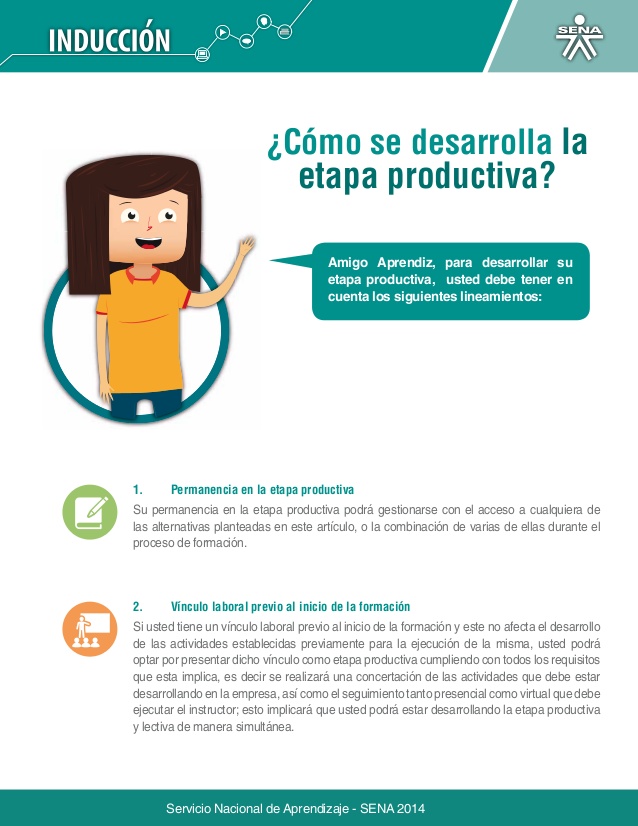 INDUCCIÓN
SENA
¿Cómo se desarrolla la
etapa productiva?
Amigo Aprendiz, para desarrollar su
etapa productiva, usted debe tener en
cuenta los siguientes lineamientos:
1. Permanencia en la etapa productiva
Su permanencia en la etapa productiva podrá gestionarse con el acceso a cualquiera de
las alternativas planteadas en este artículo, o la combinación de varias de ellas durante el
proceso de formación.
2. Vínculo laboral previo al inicio de la formación
Si usted tiene un vínculo laboral previo al inicio de la formación y este no afecta el desarrollo
de las actividades establecidas previamente para la ejecución de la misma, usted podrá
optar por presentar dicho vínculo como etapa productiva cumpliendo con todos los requisitos
que esta implica, es decir se realizará una concertación de las actividades que debe estar
desarrollando en la empresa, así como el seguimiento tanto presencial como virtual que debe
ejecutar el instructor; esto implicará que usted podrá estar desarrollando la etapa productiva
y lectiva de manera simultánea.
Servicio Nacional de Aprendizaje - SENA 2014